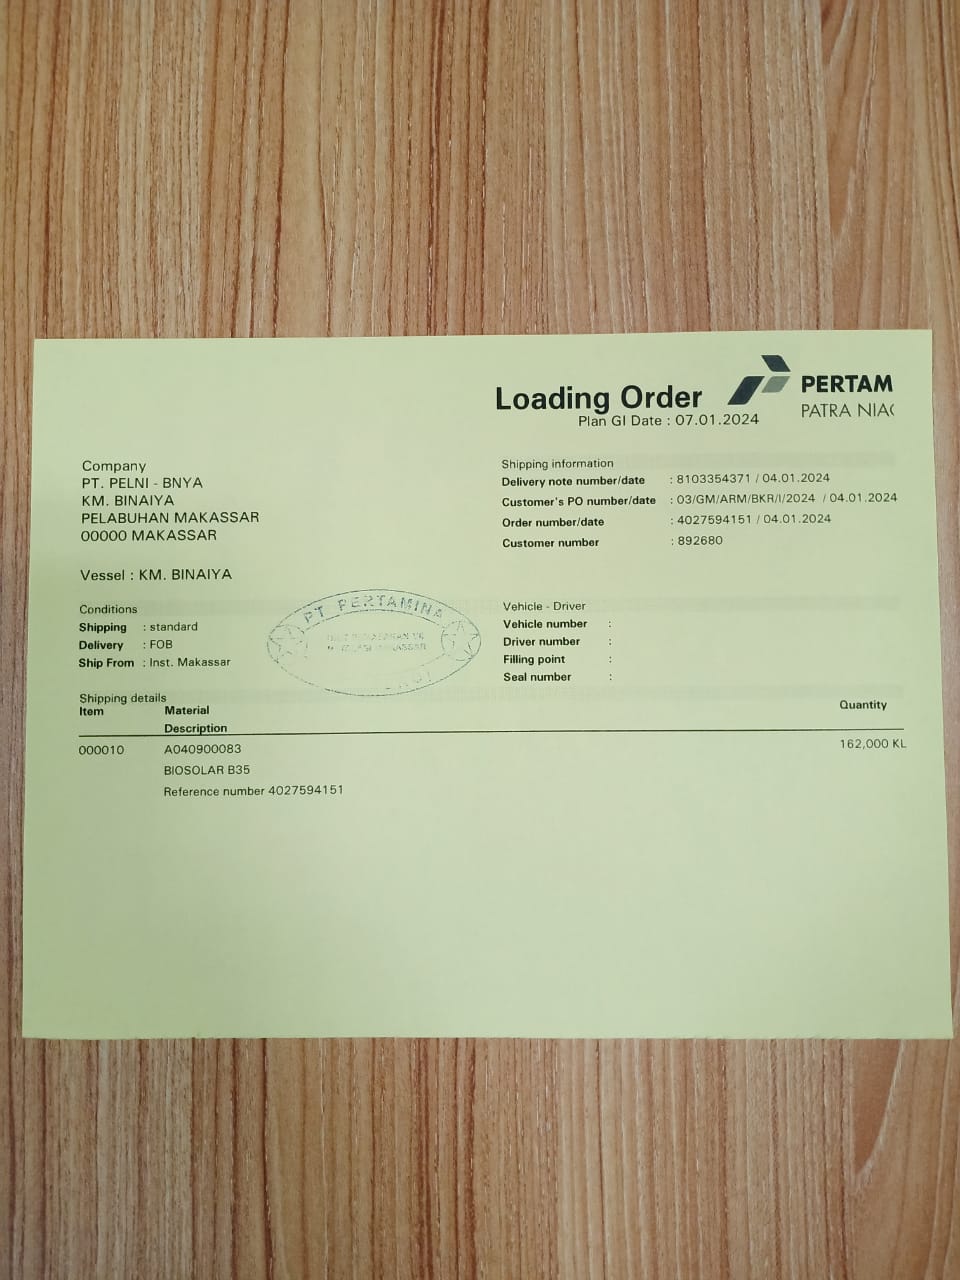 Loading Order
Plan GI Date : 07.01.2024
PERTAM
PATRA NIA
Company
PT. PELNI - BNYA
KM. BINAIYA
PELABUHAN MAKASSAR
00000 MAKASSAR
Vessel : KM. BINAIYA
Shipping information
Delivery note number/date : 8103354371 / 04.01.2024
Customer's PO number/date : 03/GM/ARM/BKR/I/2024 / 04.01.2024
Order number/date : 4027594151 / 04.01.2024
Customer number : 892680
Conditions
Shipping : standard
Delivery : FOB
Ship From : Inst. Makassar
PT PERTAMINA
Vehicle - Driver
Vehicle number :
Driver number :
Filling point :
Seal number :
Shipping details
Item Material Quantity
Description
000010 A040900083 162,000 KL
BIOSOLAR B35
Reference number 4027594151